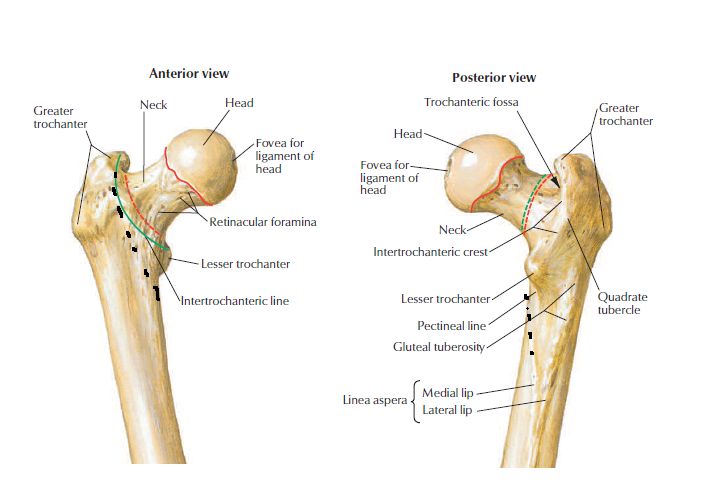 Anterior view
Greater
trochanter
Neck
Head
Fovea for
ligament of
head
Retinacular foramina
Lesser trochanter
Intertrochanteric line
Posterior view
Trochanteric fossa
Greater
trochanter
Head
Fovea for
ligament of
head
Neck
Intertrochanteric crest
Lesser trochanter
Quadrate
tubercle
Pectineal line
Gluteal tuberosity
Linea aspera
Medial lip
Lateral lip